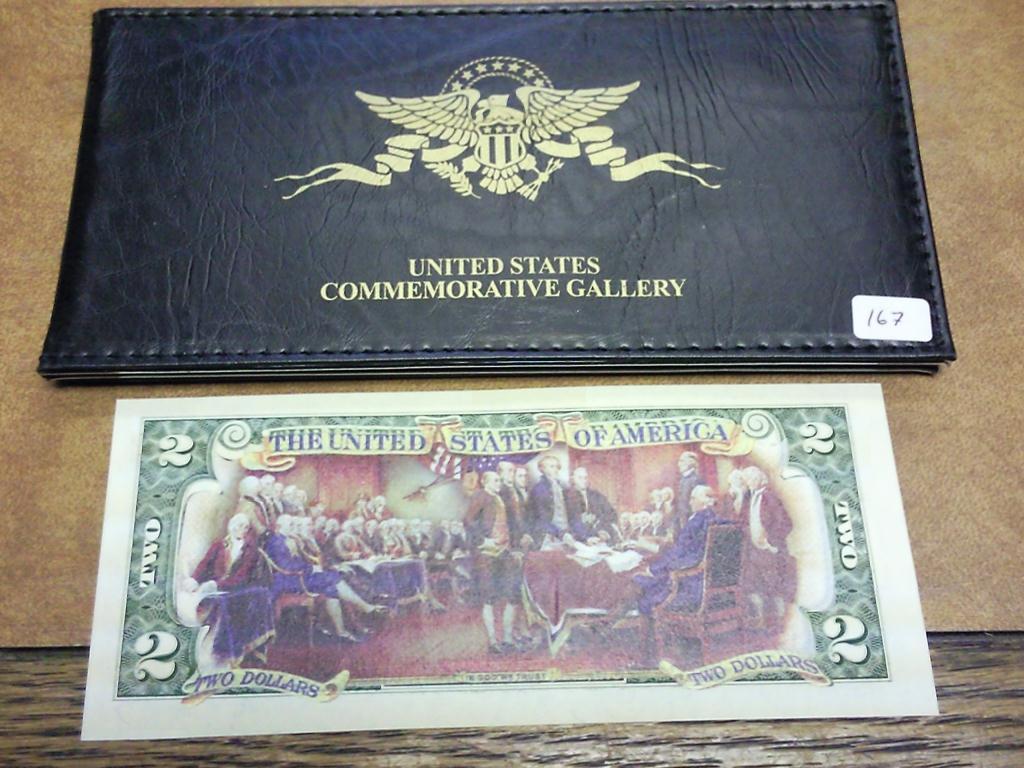 UNITED STATES
COMMEMORATIVE GALLERY
167
THE UNITED STATES OF AMERICA
2
2
TWO
TWO
2
2
TWO DOLLARS
IN GOD WE TRUST
TWO DOLLARS